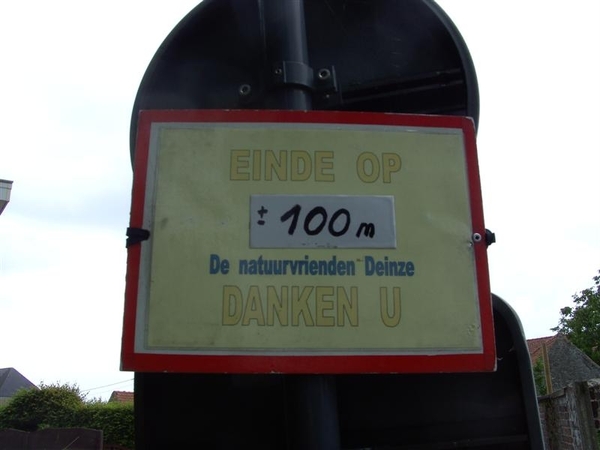 EINDE OP
± 100 m
De natuurvrienden Deinze
DANKEN U